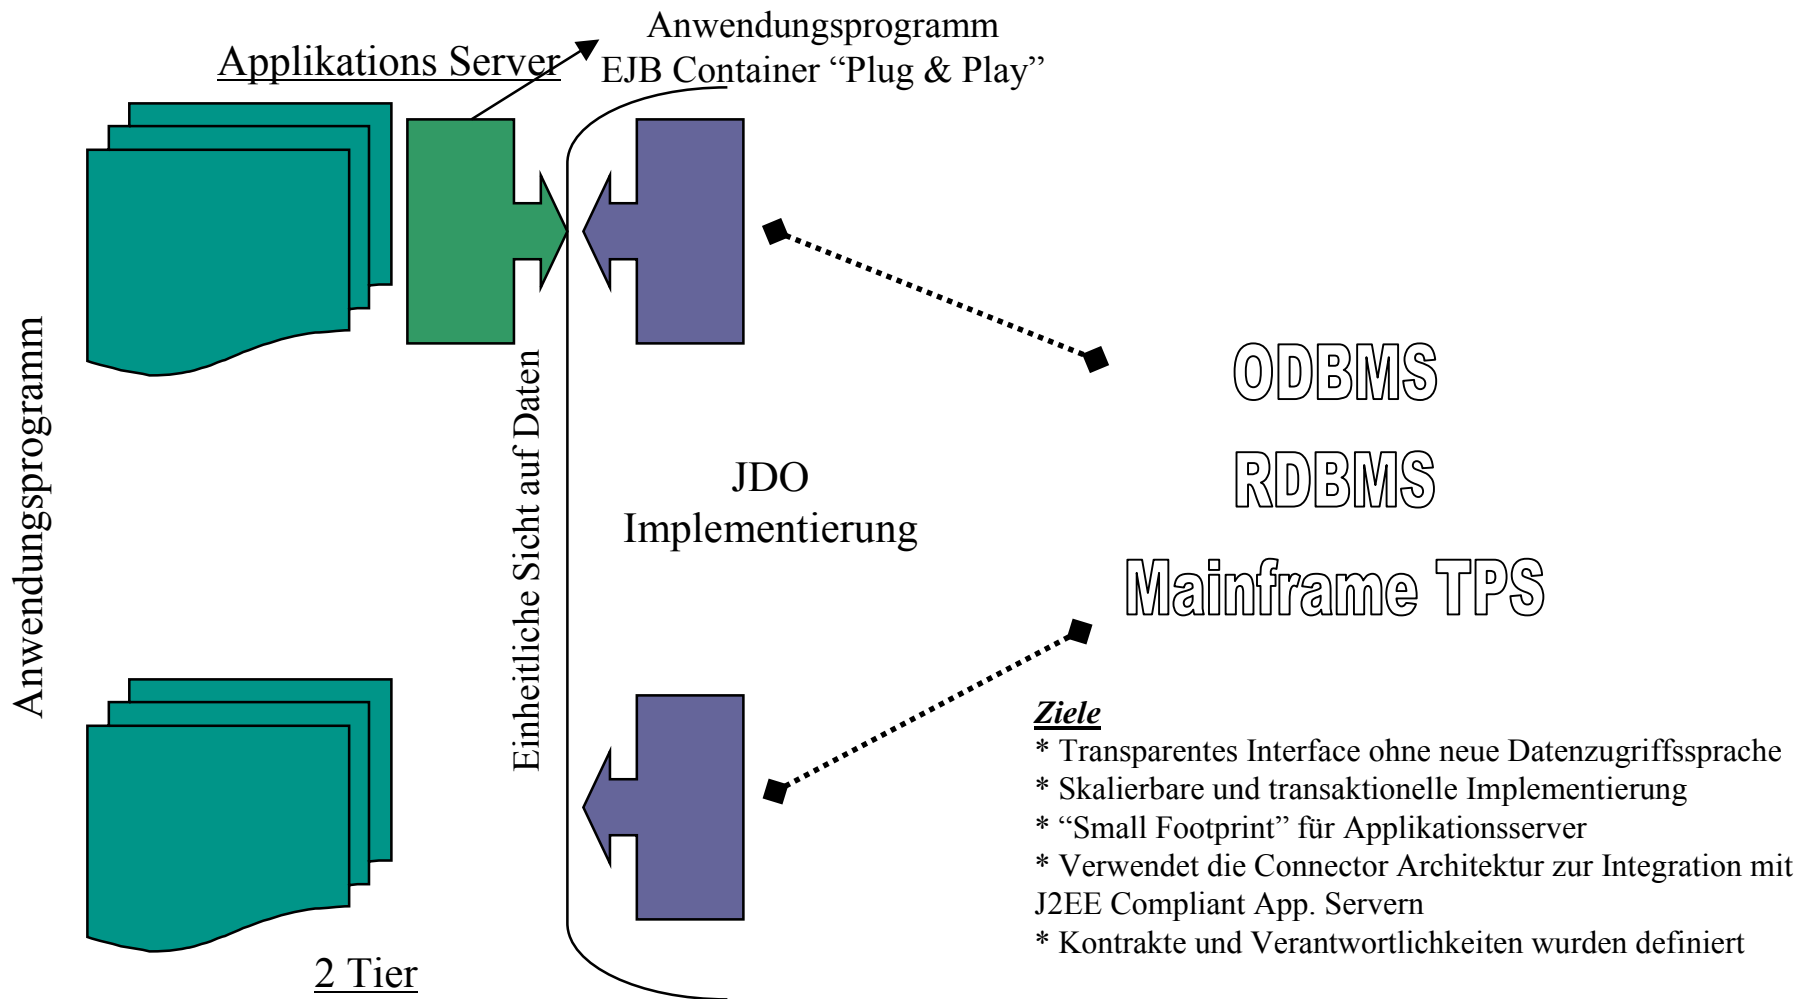 Applikations Server
Anwendungsprogramm
EJB Container “Plug & Play”
Anwendungsprogramm
Einheitliche Sicht auf Daten
JDO
Implementierung
ODBMS
RDBMS
Mainframe TPS
2 Tier
Ziele
* Transparentes Interface ohne neue Datenzugriffssprache
* Skalierbare und transaktionelle Implementierung
* “Small Footprint” für Applikationsserver
* Verwendet die Connector Architektur zur Integration mit
J2EE Compliant App. Servern
* Kontrakte und Verantwortlichkeiten wurden definiert